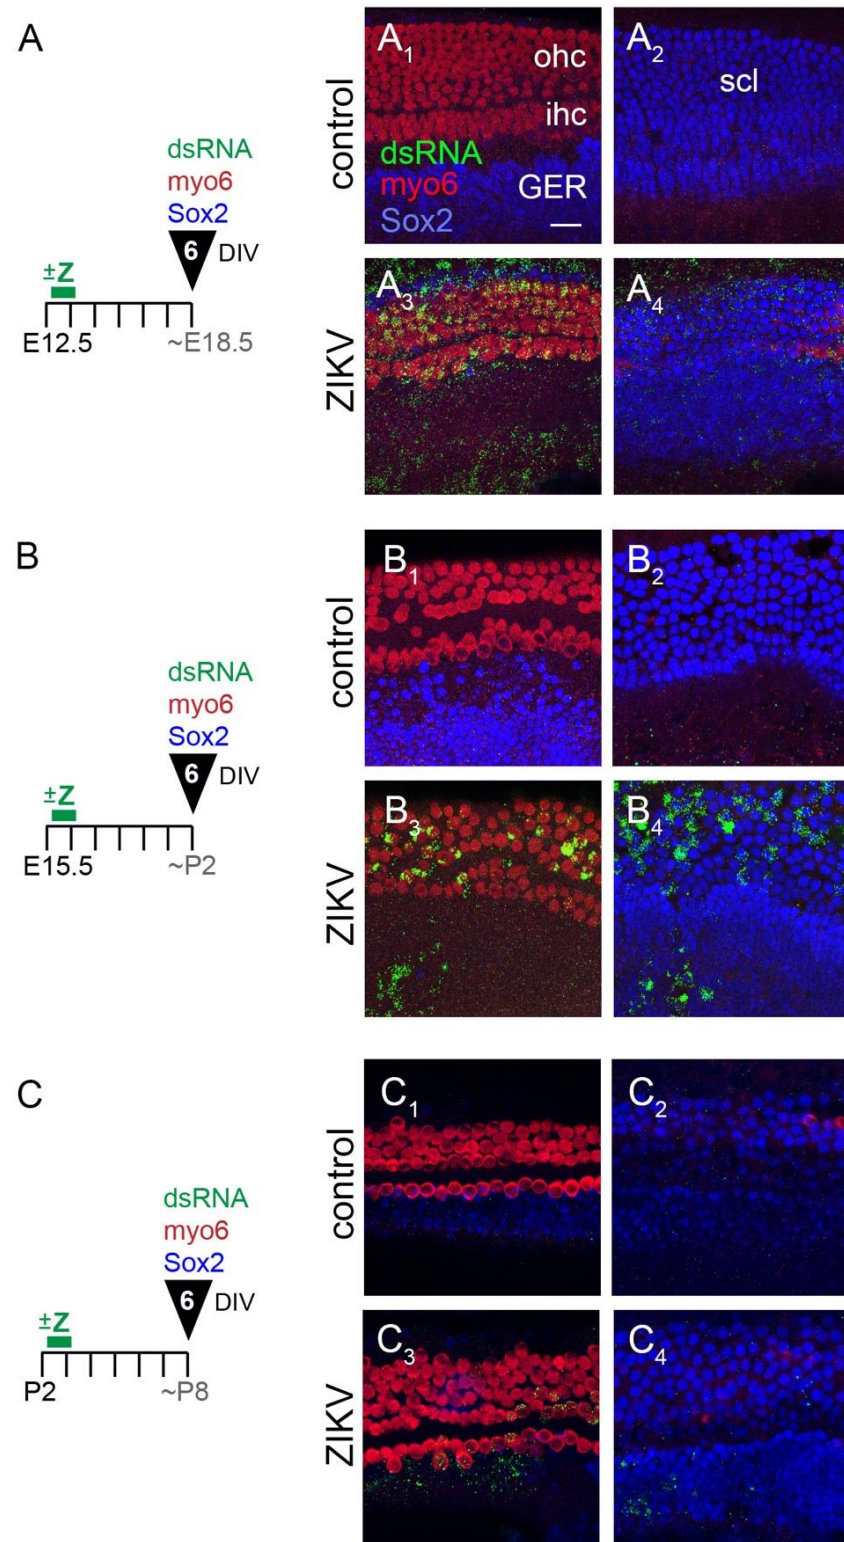 A
control
A1
ohc
ihc
dsRNA
myo6
Sox2
GER
A2
scl
dsRNA
myo6
Sox2
6 DIV
±Z
E12.5
~E18.5
ZIKV
A3
A4
B
control
B1
B2
dsRNA
myo6
Sox2
6 DIV
±Z
E15.5
~P2
ZIKV
B3
B4
C
control
C1
C2
dsRNA
myo6
Sox2
6 DIV
±Z
P2
~P8
ZIKV
C3
C4